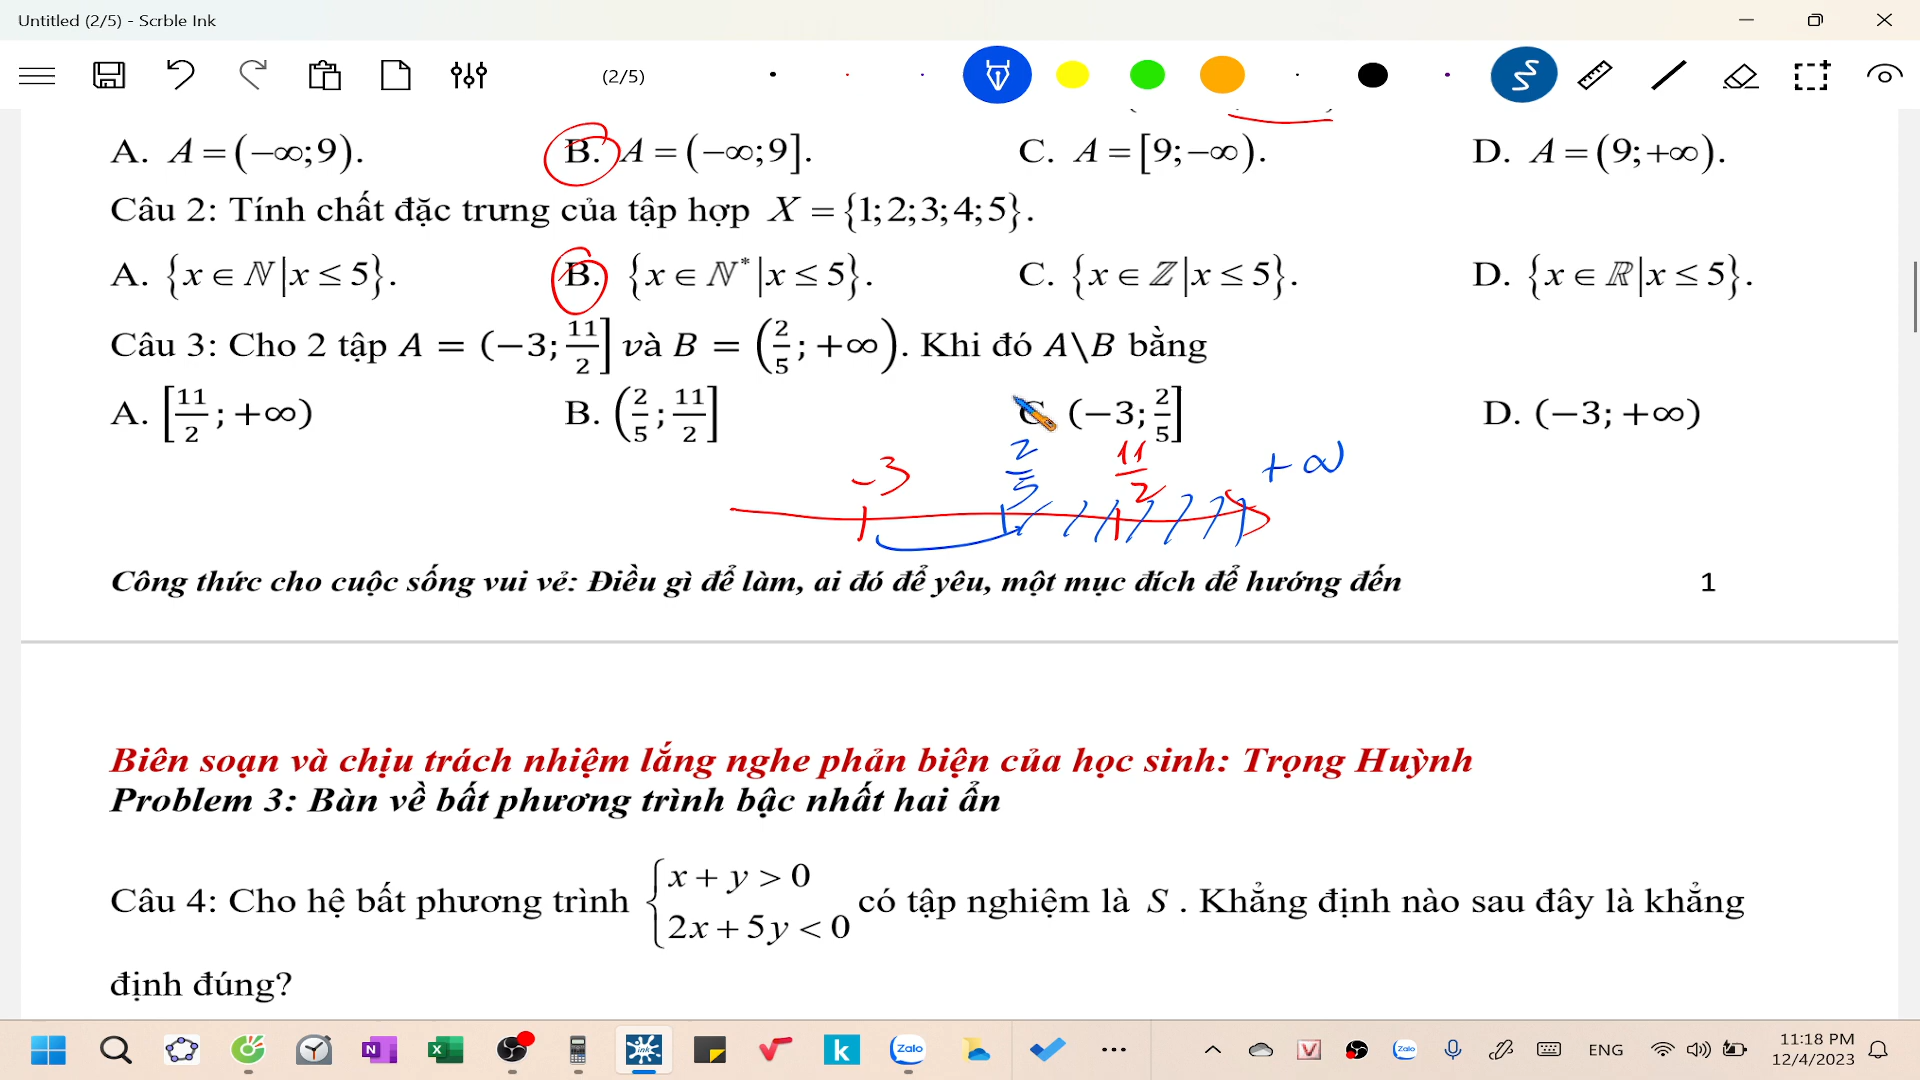 Untitled (2/5) - Scrble Ink
(2/5)
A. A = (−∞;9). B. A = (−∞;9]. C. A = [9;−∞). D. A = (9;+∞).
Câu 2: Tính chất đặc trưng của tập hợp X = {1;2;3;4;5}.
A. {x ∈ ℕ|x ≤ 5}. B. {x ∈ ℕ*|x ≤ 5}. C. {x ∈ ℤ|x ≤ 5}. D. {x ∈ ℝ|x ≤ 5}.
Câu 3: Cho 2 tập A = (−3; 11/2] và B = (2/5; +∞). Khi đó A\B bằng
A. [11/2; +∞) B. (2/5; 11/2] C. (−3; 2/5] D. (−3; +∞)
-3 2/5 11/2 +∞
Công thức cho cuộc sống vui vẻ: Điều gì để làm, ai đó để yêu, một mục đích để hướng đến 1
Biên soạn và chịu trách nhiệm lắng nghe phản biện của học sinh: Trọng Huỳnh
Problem 3: Bàn về bất phương trình bậc nhất hai ẩn
Câu 4: Cho hệ bất phương trình { x + y > 0 2x + 5y < 0 có tập nghiệm là S . Khẳng định nào sau đây là khẳng
định đúng?
N X ink k Zalo V Zalo ENG 11:18 PM
12/4/2023